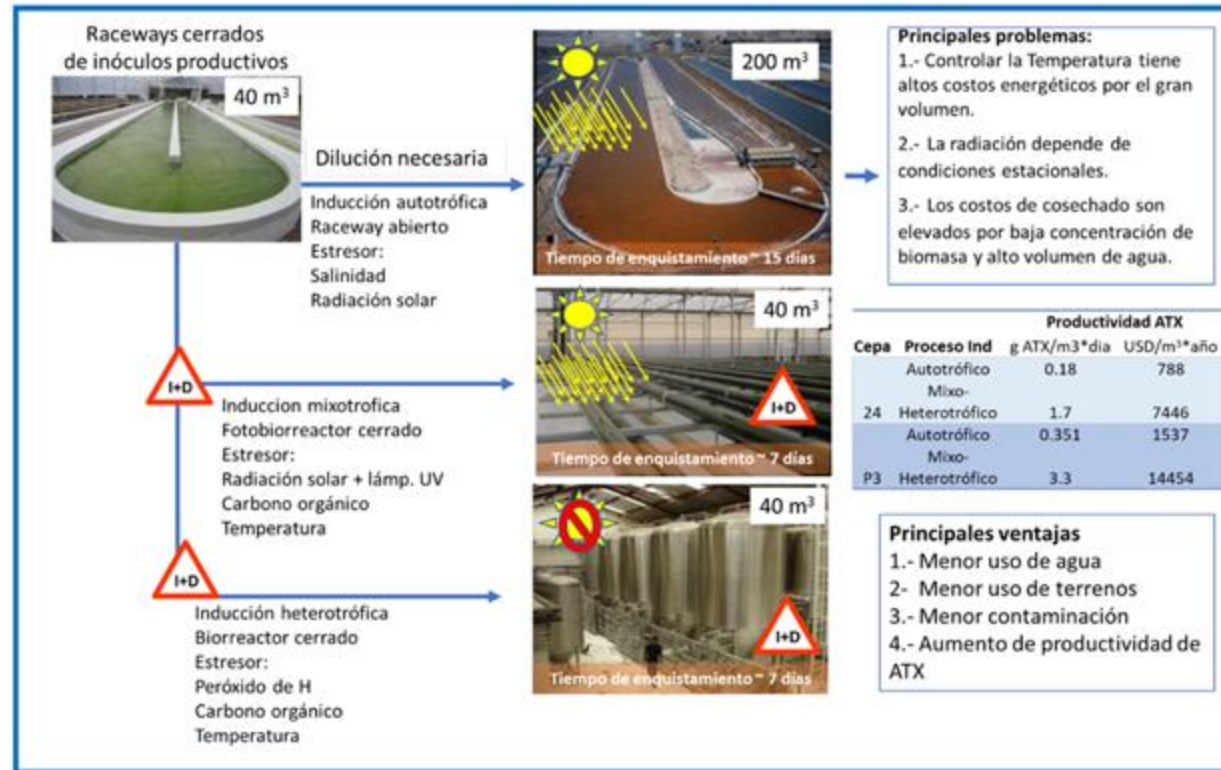 Raceways cerrados
de inóculos productivos
40 m³
Dilución necesaria
Inducción autotrófica
Raceway abierto
Estresor:
Salinidad
Radiación solar
200 m³
Tiempo de enquistamiento ~ 15 días
Principales problemas:
1.- Controlar la Temperatura tiene
altos costos energéticos por el gran
volumen.
2.- La radiación depende de
condiciones estacionales.
3.- Los costos de cosechado son
elevados por baja concentración de
biomasa y alto volumen de agua.
I+D
Induccion mixotrofica
Fotobiorreactor cerrado
Estresor:
Radiación solar + lámp. UV
Carbono orgánico
Temperatura
40 m³
I+D
Tiempo de enquistamiento ~ 7 días
Productividad ATX
Cepa Proceso Ind g ATX/m3*dia USD/m³*año
Autotrófico 0.18 788
Mixo-
24 Heterotrófico 1.7 7446
Autotrófico 0.351 1537
Mixo-
P3 Heterotrófico 3.3 14454
I+D
Inducción heterotrófica
Biorreactor cerrado
Estresor:
Peróxido de H
Carbono orgánico
Temperatura
40 m³
I+D
Tiempo de enquistamiento ~ 7 días
Principales ventajas
1.- Menor uso de agua
2- Menor uso de terrenos
3.- Menor contaminación
4.- Aumento de productividad de
ATX